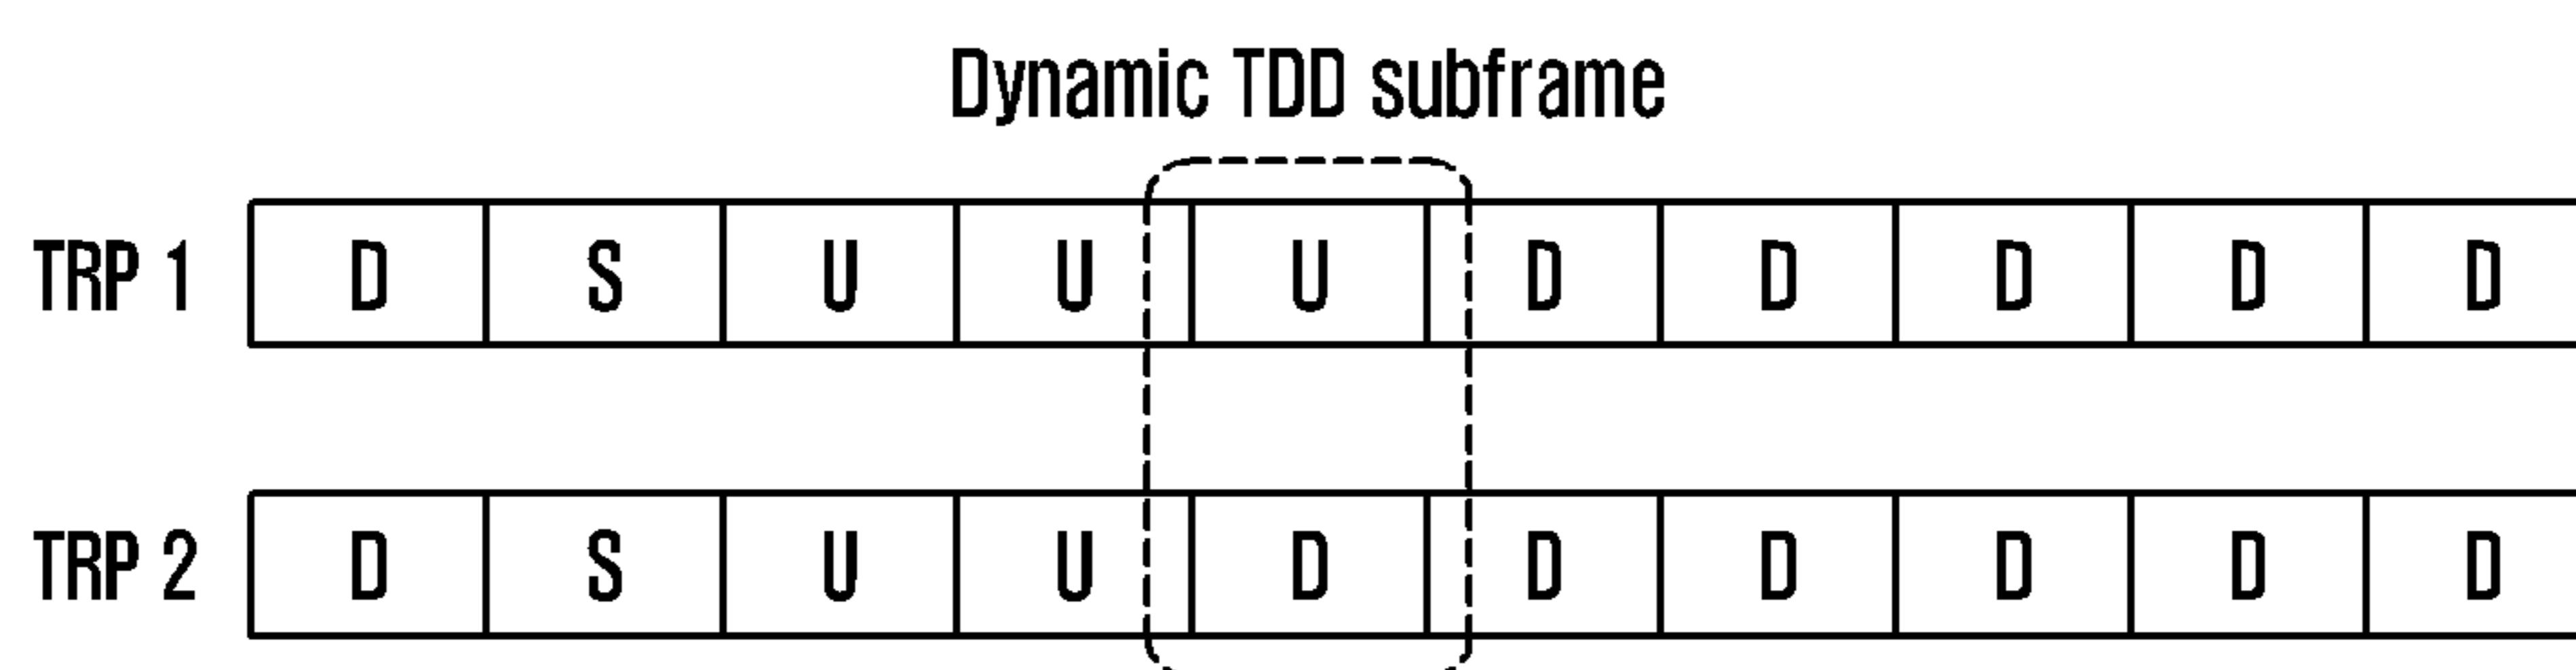 Dynamic TDD subframe
TRP 1 D S U U U D D D D D
TRP 2 D S U U D D D D D D